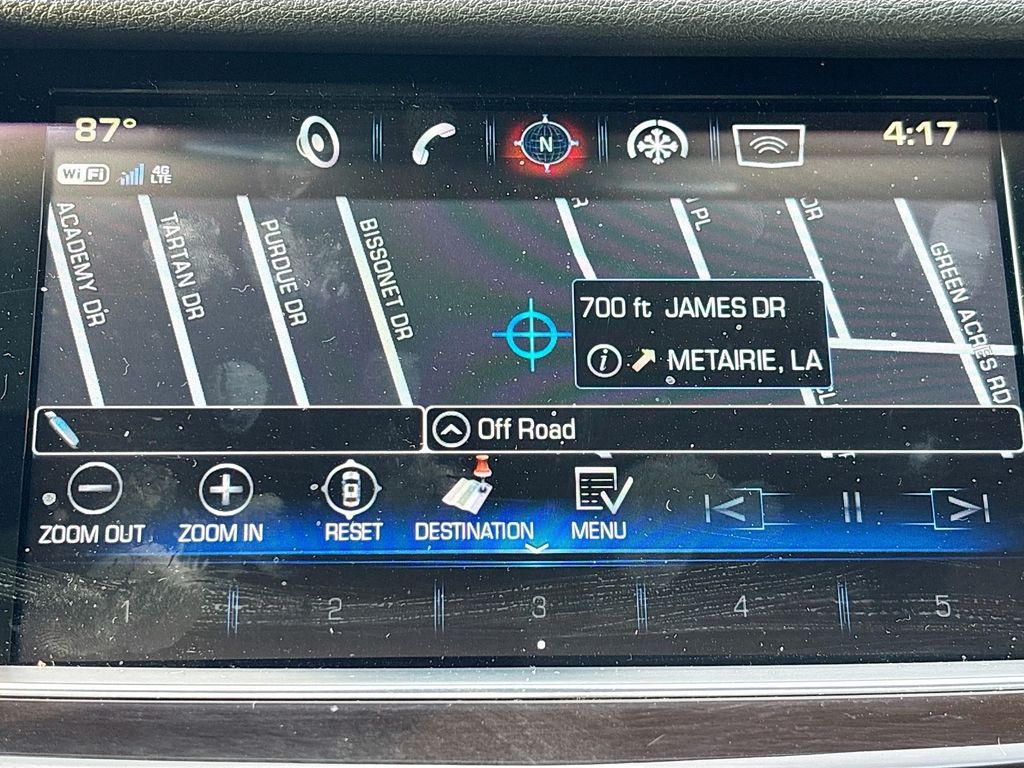 87°
N
4:17
Wi Fi
4G
LTE
ACADEMY DR
TARTAN DR
PURDUE DR
BISSONET DR
PL
DR
GREEN ACRES RD
700 ft JAMES DR
i METAIRIE, LA
Off Road
ZOOM OUT
ZOOM IN
RESET
DESTINATION
MENU
1
2
3
4
5